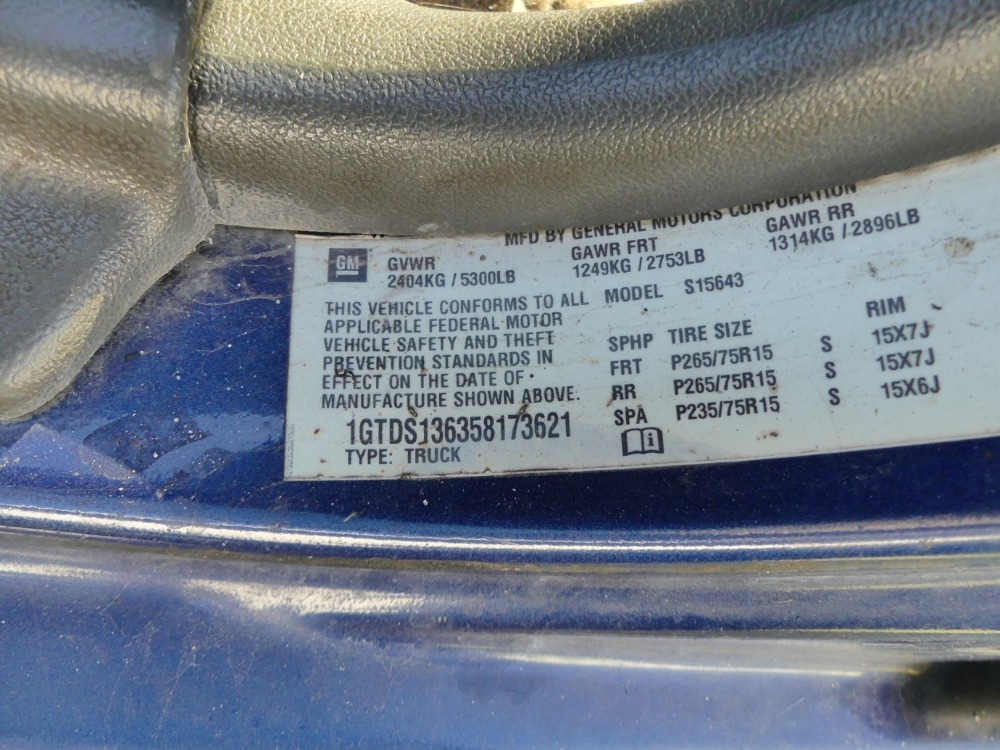 MFD BY GENERAL MOTORS CORPORATION
GM
GVWR
2404KG / 5300LB
GAWR FRT
1249KG / 2753LB
GAWR RR
1314KG / 2896LB
THIS VEHICLE CONFORMS TO ALL
APPLICABLE FEDERAL MOTOR
VEHICLE SAFETY AND THEFT
PREVENTION STANDARDS IN
EFFECT ON THE DATE OF
MANUFACTURE SHOWN ABOVE.
1GTDS136358173621
TYPE: TRUCK
MODEL S15643
SPHP TIRE SIZE RIM
FRT P265/75R15 S 15X7J
RR P265/75R15 S 15X7J
SPA P235/75R15 S 15X6J